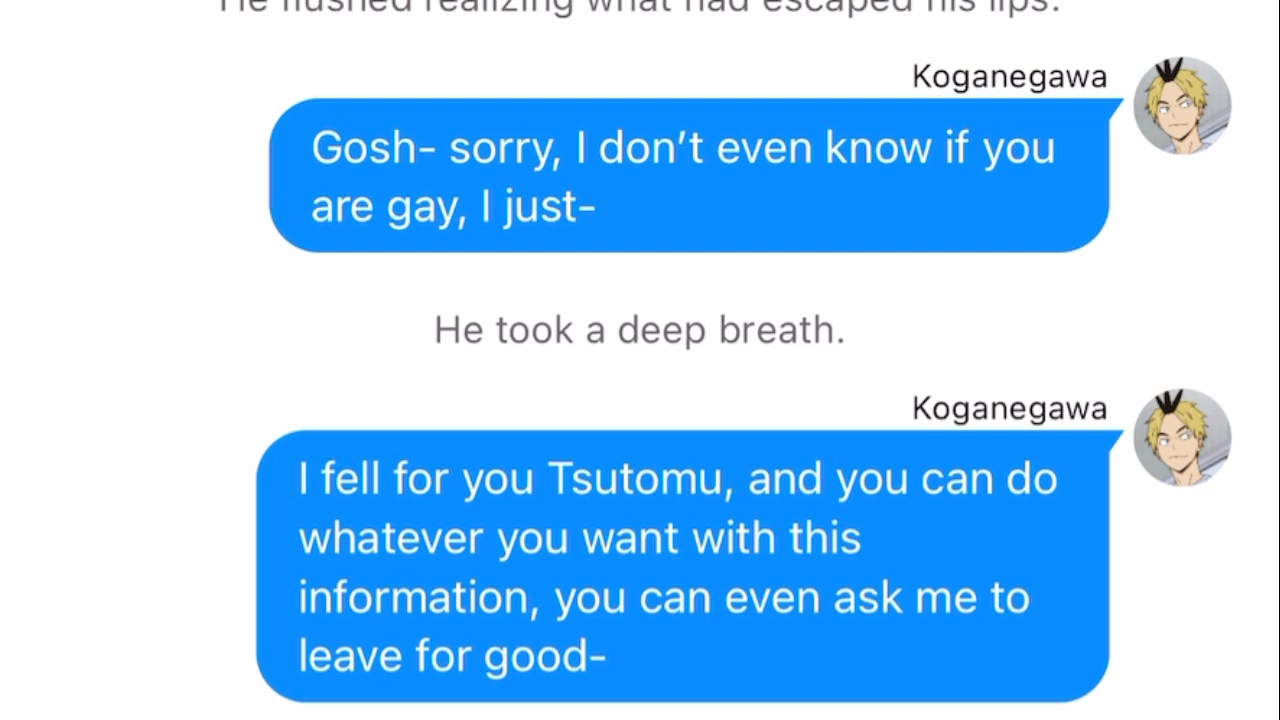 He flushed realizing what had escaped his lips.
Koganegawa
Gosh- sorry, I don’t even know if you
are gay, I just-
He took a deep breath.
Koganegawa
I fell for you Tsutomu, and you can do
whatever you want with this
information, you can even ask me to
leave for good-